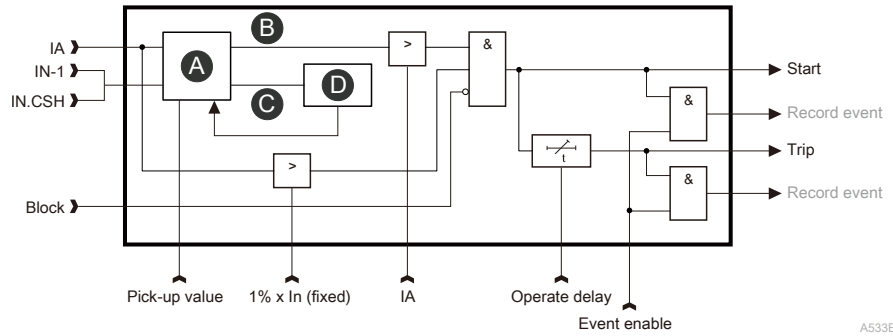 B
&
IA
>
Start
IN-1
A
&
D
IN.CSH
C
Record event
t
Trip
>
&
Record event
Block
Pick-up value
1% x In (fixed)
IA
Operate delay
Event enable
A533E